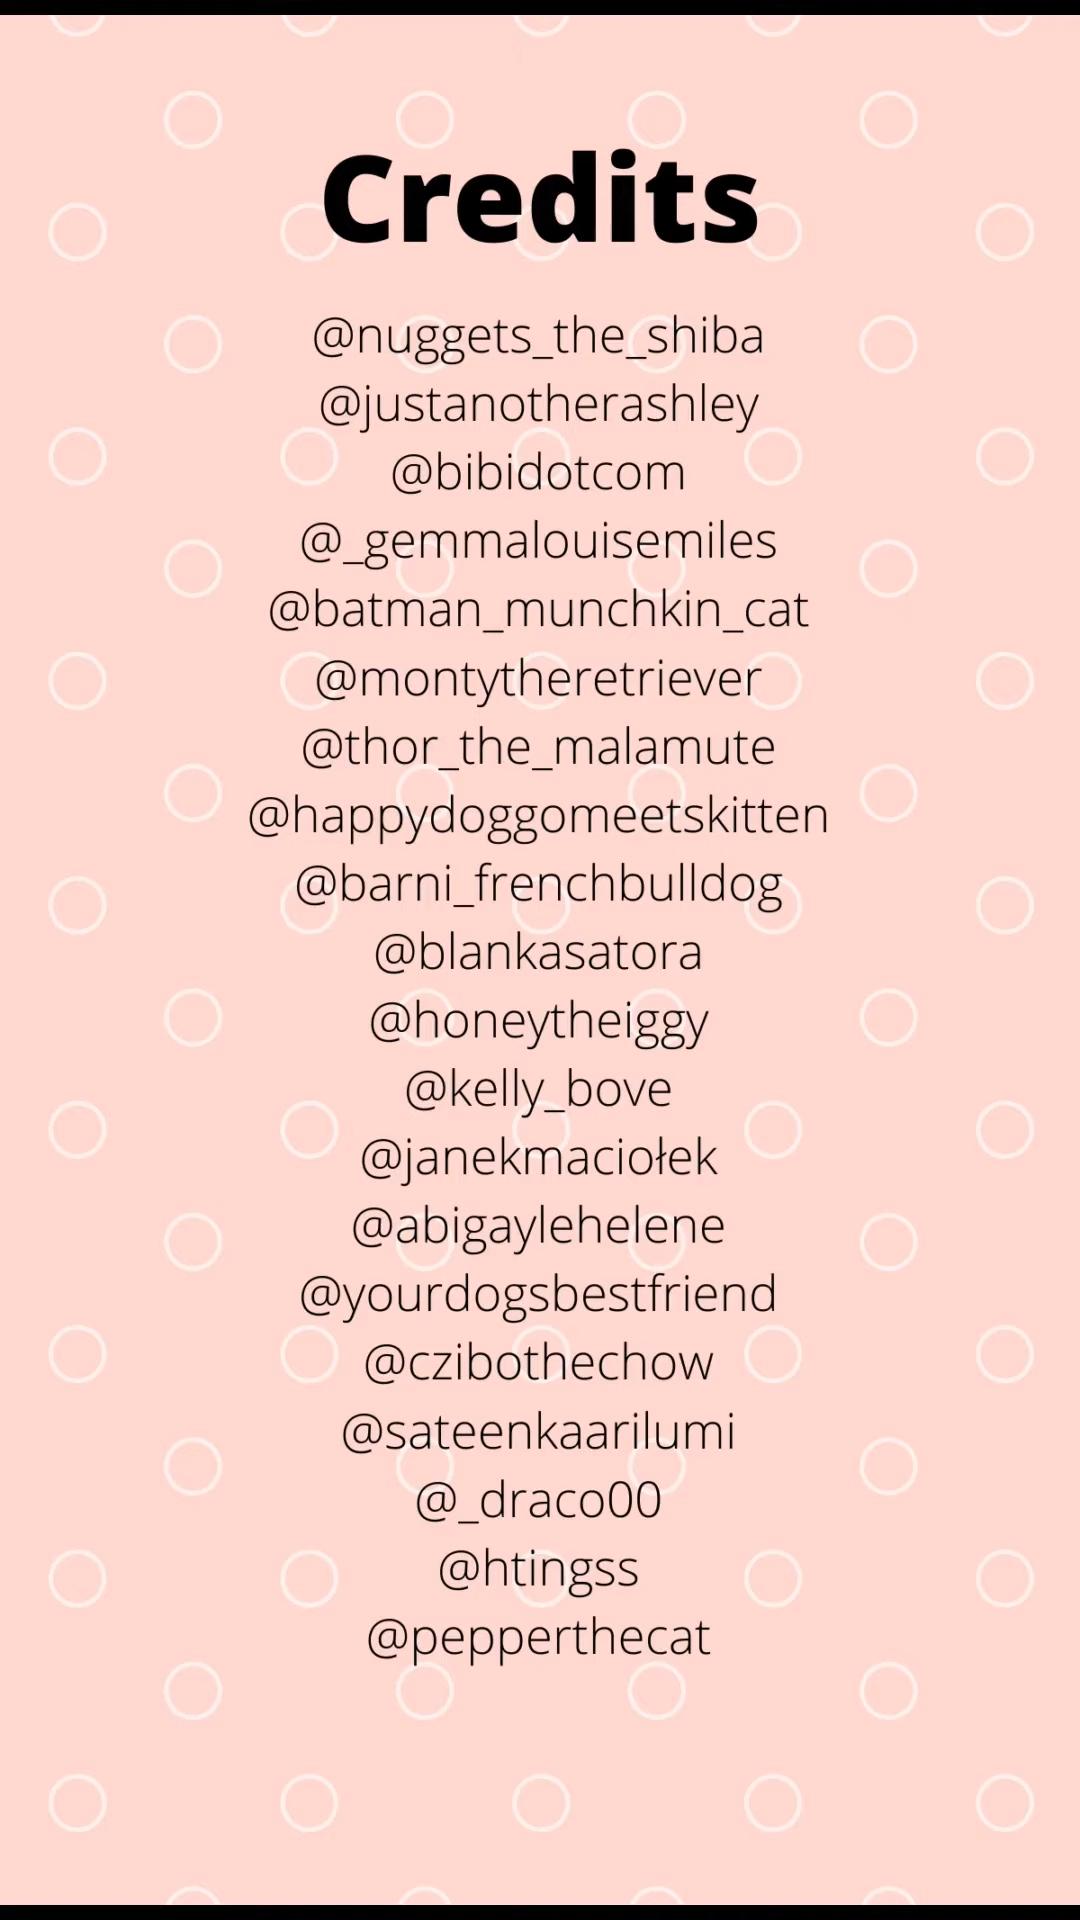 Credits
@nuggets_the_shiba
@justanotherashley
@bibidotcom
@_gemmalouisemiles
@batman_munchkin_cat
@montytheretriever
@thor_the_malamute
@happydoggomeetskitten
@barni_frenchbulldog
@blankasatora
@honeytheiggy
@kelly_bove
@janekmaciołek
@abigaylehelene
@yourdogsbestfriend
@czibothechow
@sateenkaarilumi
@_draco00
@htingss
@pepperthecat